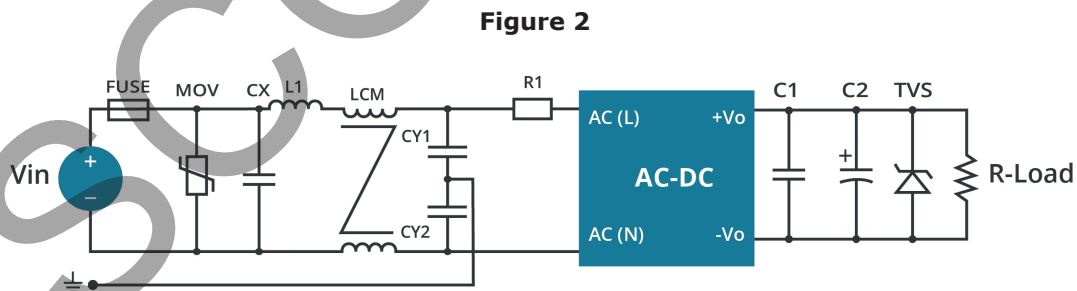 Figure 2
FUSE MOV CX L1 LCM R1 C1 C2 TVS
CY1
AC (L) +Vo
Vin + − AC-DC + R-Load
CY2
AC (N) -Vo